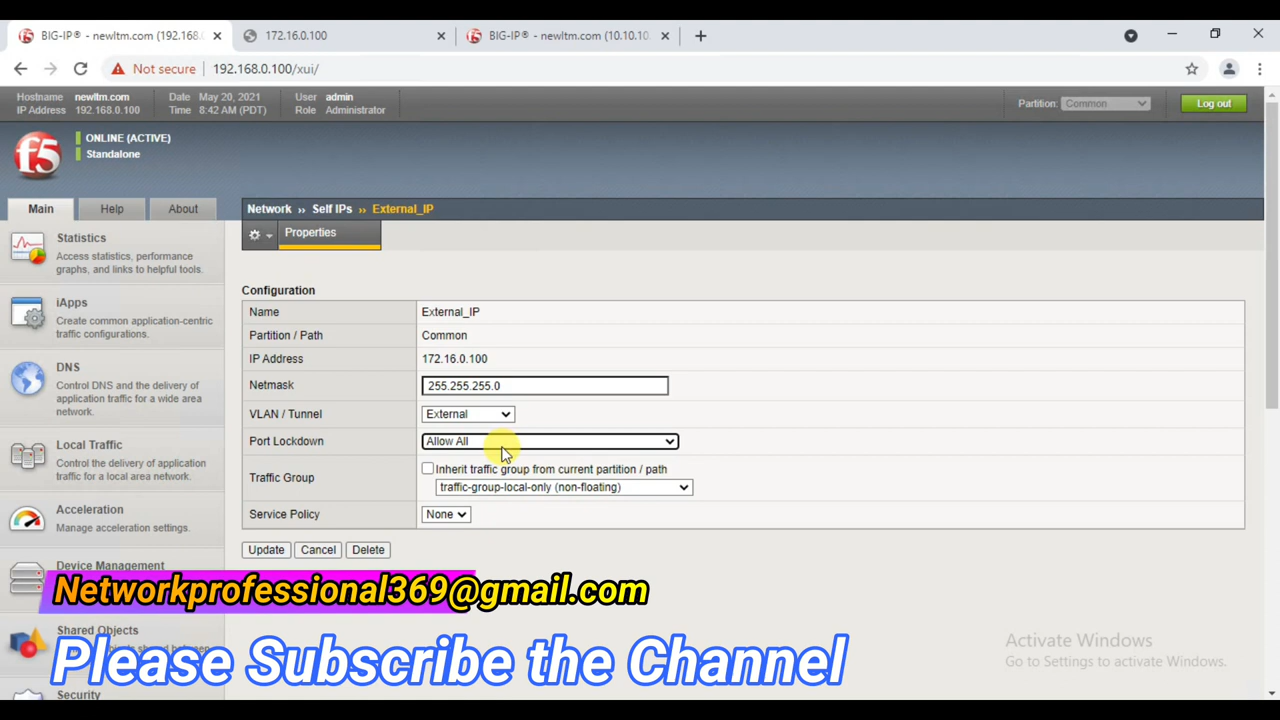 BIG-IP® - newltm.com (192.168.
172.16.0.100
BIG-IP® - newltm.com (10.10.10.
Not secure 192.168.0.100/xui/
Hostname newltm.com
IP Address 192.168.0.100
Date May 20, 2021
Time 8:42 AM (PDT)
User admin
Role Administrator
Partition: Common
Log out
f5
ONLINE (ACTIVE)
Standalone
Main
Help
About
Network ›› Self IPs ›› External_IP
Properties
Statistics
Access statistics, performance
graphs, and links to helpful tools.
iApps
Create common application-centric
traffic configurations.
DNS
Control DNS and the delivery of
application traffic for a wide area
network.
Local Traffic
Control the delivery of application
traffic for a local area network.
Acceleration
Manage acceleration settings.
Device Management
Shared Objects
Security
Configuration
Name External_IP
Partition / Path Common
IP Address 172.16.0.100
Netmask 255.255.255.0
VLAN / Tunnel External
Port Lockdown Allow All
Traffic Group
Inherit traffic group from current partition / path
traffic-group-local-only (non-floating)
Service Policy None
Update Cancel Delete
Networkprofessional369@gmail.com
Please Subscribe the Channel
Activate Windows
Go to Settings to activate Windows.